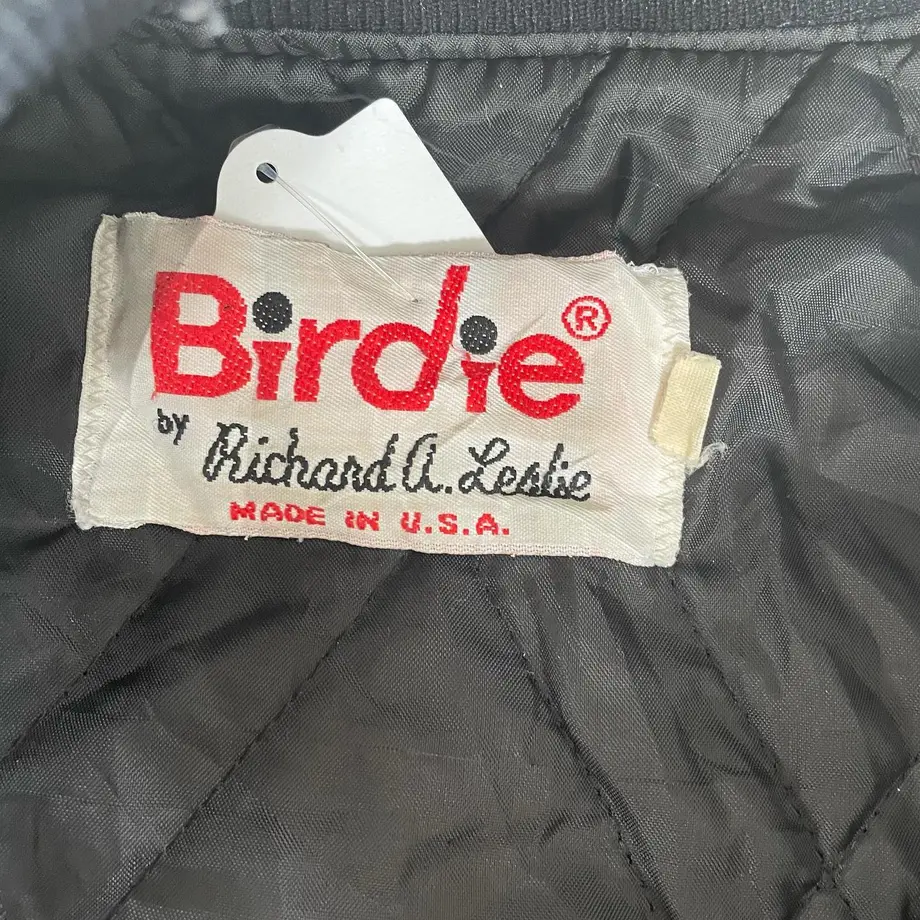 Birdie®
by Richard A. Leslie
MADE IN U.S.A.